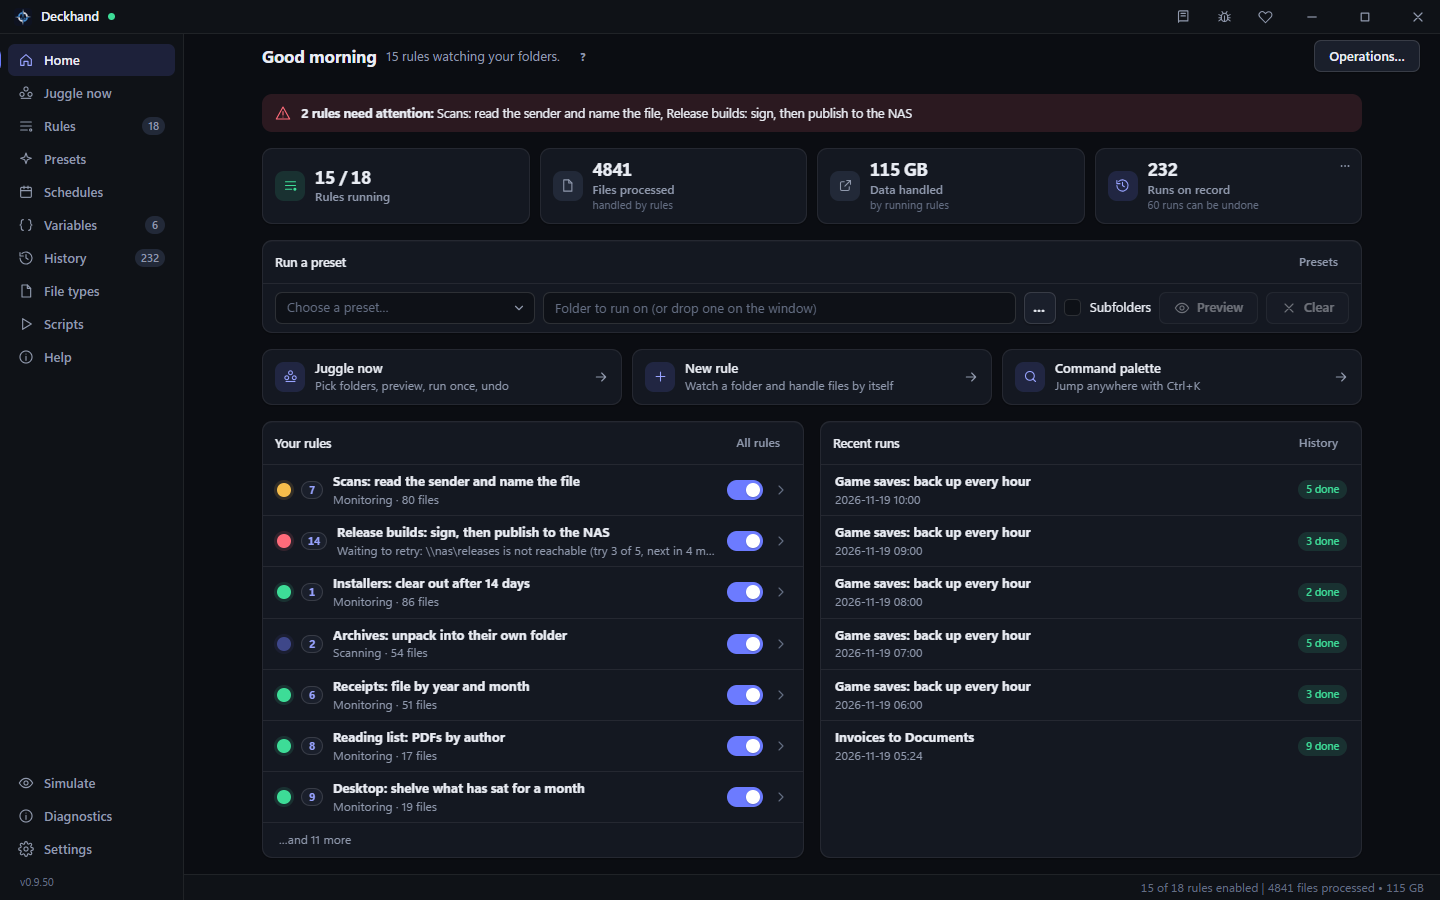 Deckhand
Home
Juggle now
Rules 18
Presets
Schedules
Variables 6
History 232
File types
Scripts
Help
Simulate
Diagnostics
Settings
v0.9.50
Good morning 15 rules watching your folders. ?
Operations...
2 rules need attention: Scans: read the sender and name the file, Release builds: sign, then publish to the NAS
15 / 18
Rules running
4841
Files processed
handled by rules
115 GB
Data handled
by running rules
232
Runs on record
60 runs can be undone
...
Run a preset
Presets
Choose a preset...
Folder to run on (or drop one on the window)
...
Subfolders
Preview
Clear
Juggle now
Pick folders, preview, run once, undo
New rule
Watch a folder and handle files by itself
Command palette
Jump anywhere with Ctrl+K
Your rules
All rules
7 Scans: read the sender and name the file
Monitoring · 80 files
14 Release builds: sign, then publish to the NAS
Waiting to retry: \\nas\releases is not reachable (try 3 of 5, next in 4 m...
1 Installers: clear out after 14 days
Monitoring · 86 files
2 Archives: unpack into their own folder
Scanning · 54 files
6 Receipts: file by year and month
Monitoring · 51 files
8 Reading list: PDFs by author
Monitoring · 17 files
9 Desktop: shelve what has sat for a month
Monitoring · 19 files
...and 11 more
Recent runs
History
Game saves: back up every hour
2026-11-19 10:00
5 done
Game saves: back up every hour
2026-11-19 09:00
3 done
Game saves: back up every hour
2026-11-19 08:00
2 done
Game saves: back up every hour
2026-11-19 07:00
5 done
Game saves: back up every hour
2026-11-19 06:00
3 done
Invoices to Documents
2026-11-19 05:24
9 done
15 of 18 rules enabled | 4841 files processed • 115 GB